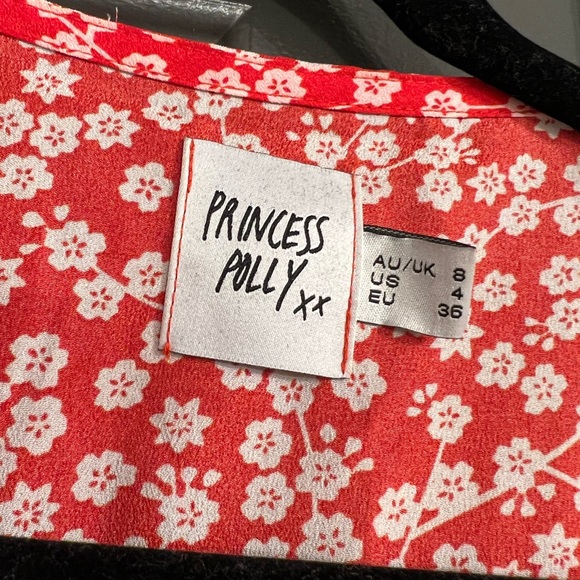 PRINCESS
POLLY xx
AU/UK 8
US 4
EU 36